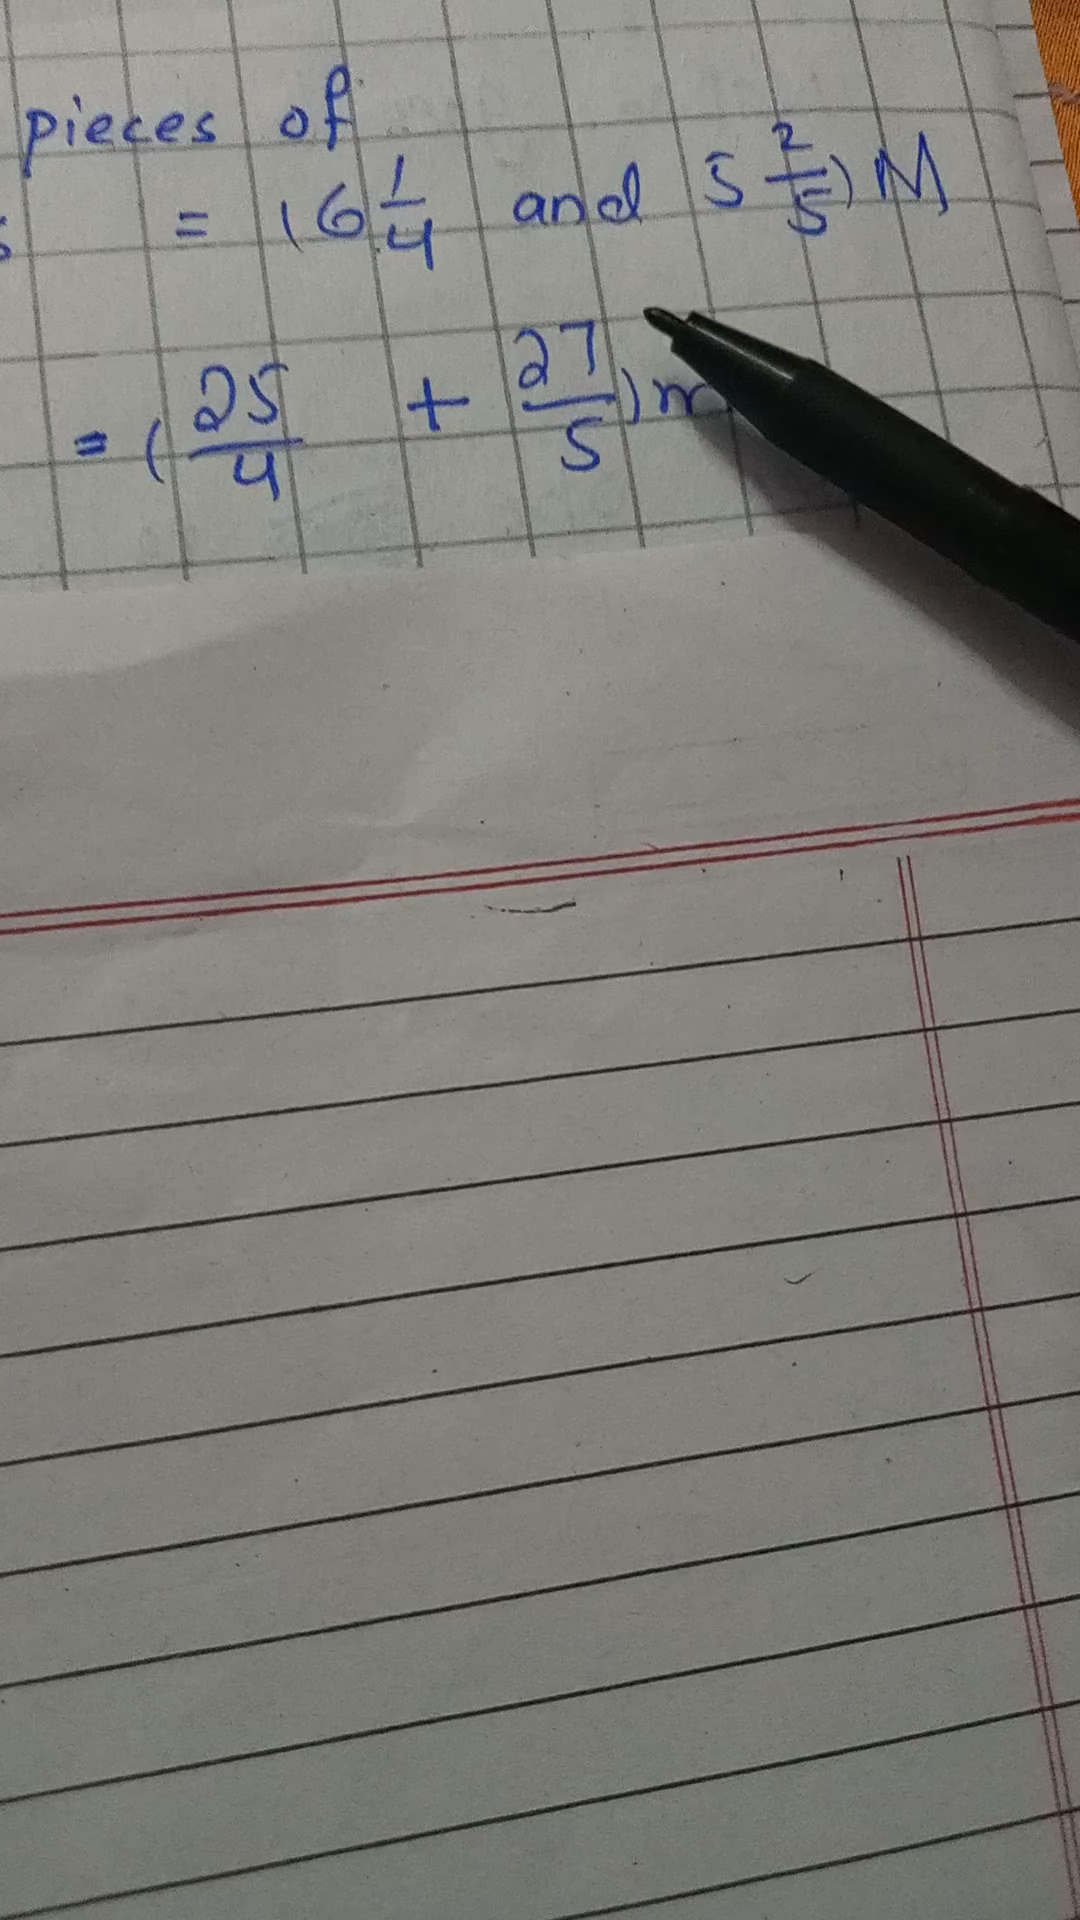 pieces of
= (6 1/4 and 5 2/5) M
= (25/4 + 27/5) m